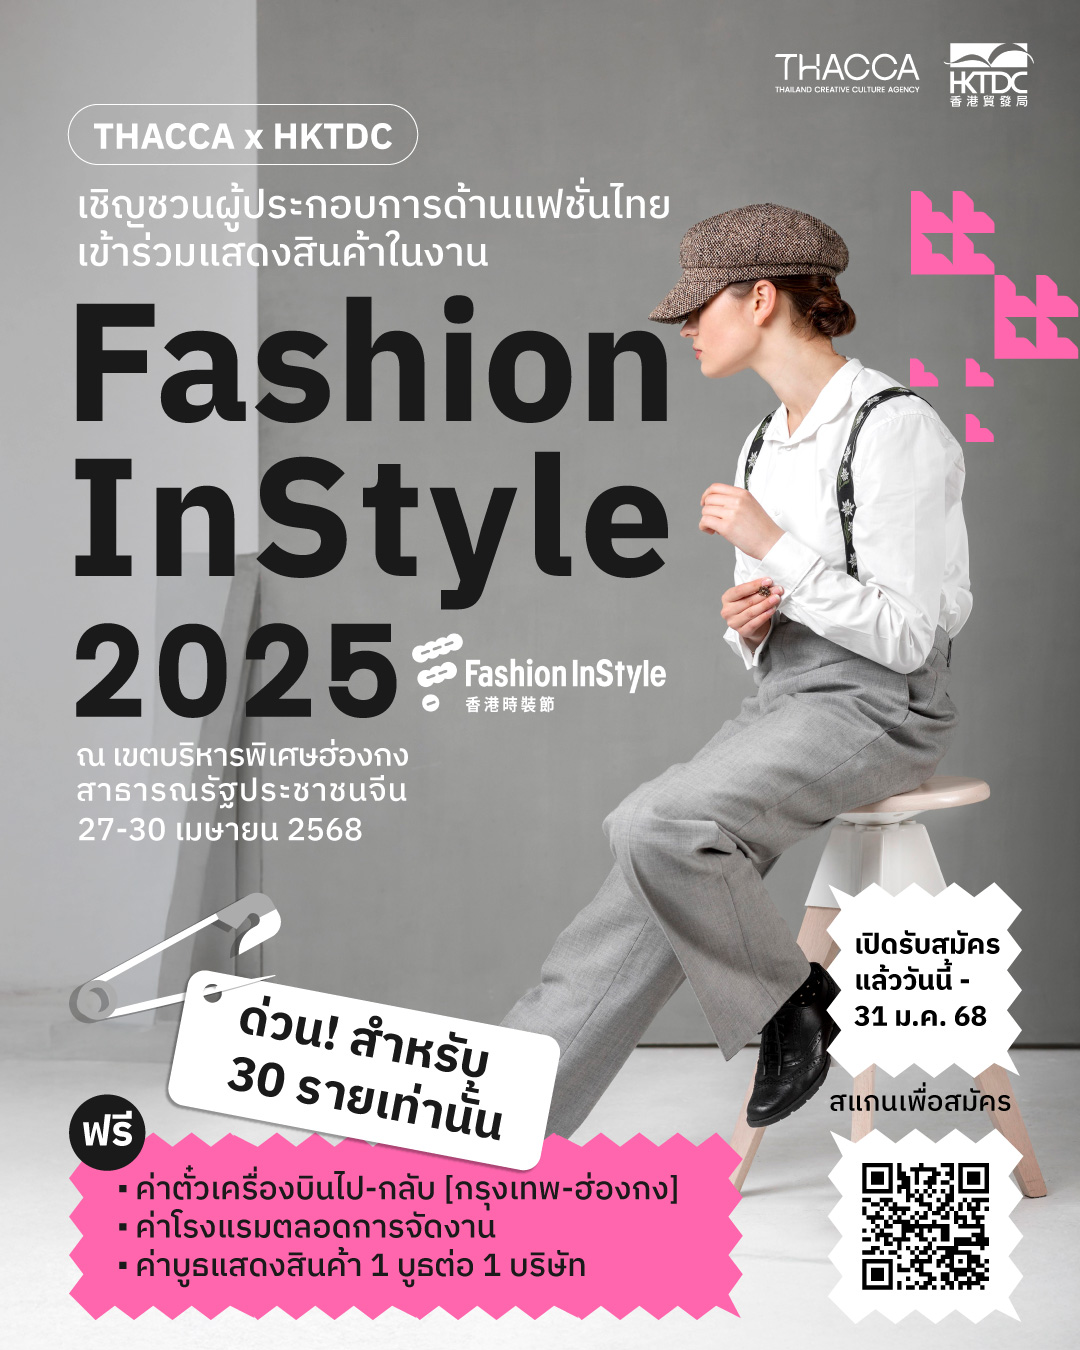 THACCA
THAILAND CREATIVE CULTURE AGENCY
HKTDC
香港貿發局
THACCA x HKTDC
เชิญชวนผู้ประกอบการด้านแฟชั่นไทย
เข้าร่วมแสดงสินค้าในงาน
Fashion
InStyle
2025
Fashion InStyle
香港時裝節
ณ เขตบริหารพิเศษฮ่องกง
สาธารณรัฐประชาชนจีน
27-30 เมษายน 2568
เปิดรับสมัคร
แล้ววันนี้ -
31 ม.ค. 68
ด่วน! สำหรับ
30 รายเท่านั้น
สแกนเพื่อสมัคร
ฟรี
▪ ค่าตั๋วเครื่องบินไป-กลับ [กรุงเทพ-ฮ่องกง]
▪ ค่าโรงแรมตลอดการจัดงาน
▪ ค่าบูธแสดงสินค้า 1 บูธต่อ 1 บริษัท